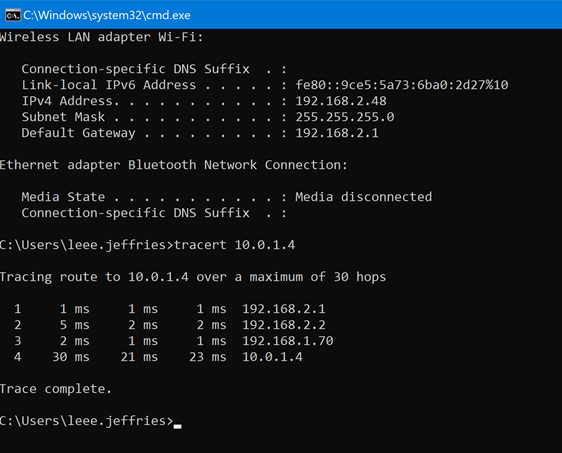 C:\Windows\system32\cmd.exe
Wireless LAN adapter Wi-Fi:
Connection-specific DNS Suffix  . :
Link-local IPv6 Address . . . . . : fe80::9ce5:5a73:6ba0:2d27%10
IPv4 Address. . . . . . . . . . . : 192.168.2.48
Subnet Mask . . . . . . . . . . . : 255.255.255.0
Default Gateway . . . . . . . . . : 192.168.2.1
Ethernet adapter Bluetooth Network Connection:
Media State . . . . . . . . . . . : Media disconnected
Connection-specific DNS Suffix  . :
C:\Users\leee.jeffries>tracert 10.0.1.4
Tracing route to 10.0.1.4 over a maximum of 30 hops
1     1 ms     1 ms     1 ms  192.168.2.1
2     5 ms     2 ms     2 ms  192.168.2.2
3     2 ms     1 ms     1 ms  192.168.1.70
4    30 ms    21 ms    23 ms  10.0.1.4
Trace complete.
C:\Users\leee.jeffries>